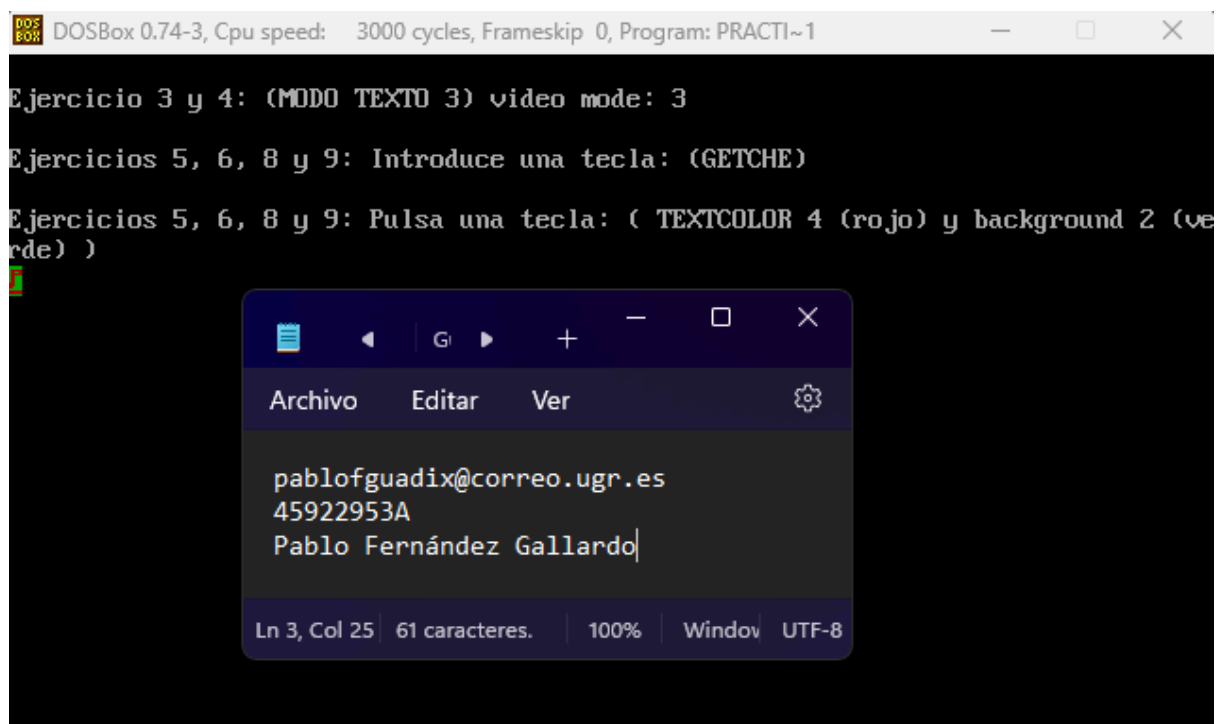 DOSBox 0.74-3, Cpu speed: 3000 cycles, Frameskip 0, Program: PRACTI~1
Ejercicio 3 y 4: (MODO TEXTO 3) video mode: 3
Ejercicios 5, 6, 8 y 9: Introduce una tecla: (GETCHE)
Ejercicios 5, 6, 8 y 9: Pulsa una tecla: ( TEXTCOLOR 4 (rojo) y background 2 (ve
rde) )
Archivo Editar Ver
pablofguadix@correo.ugr.es
45922953A
Pablo Fernández Gallardo
Ln 3, Col 25 61 caracteres. 100% Window UTF-8